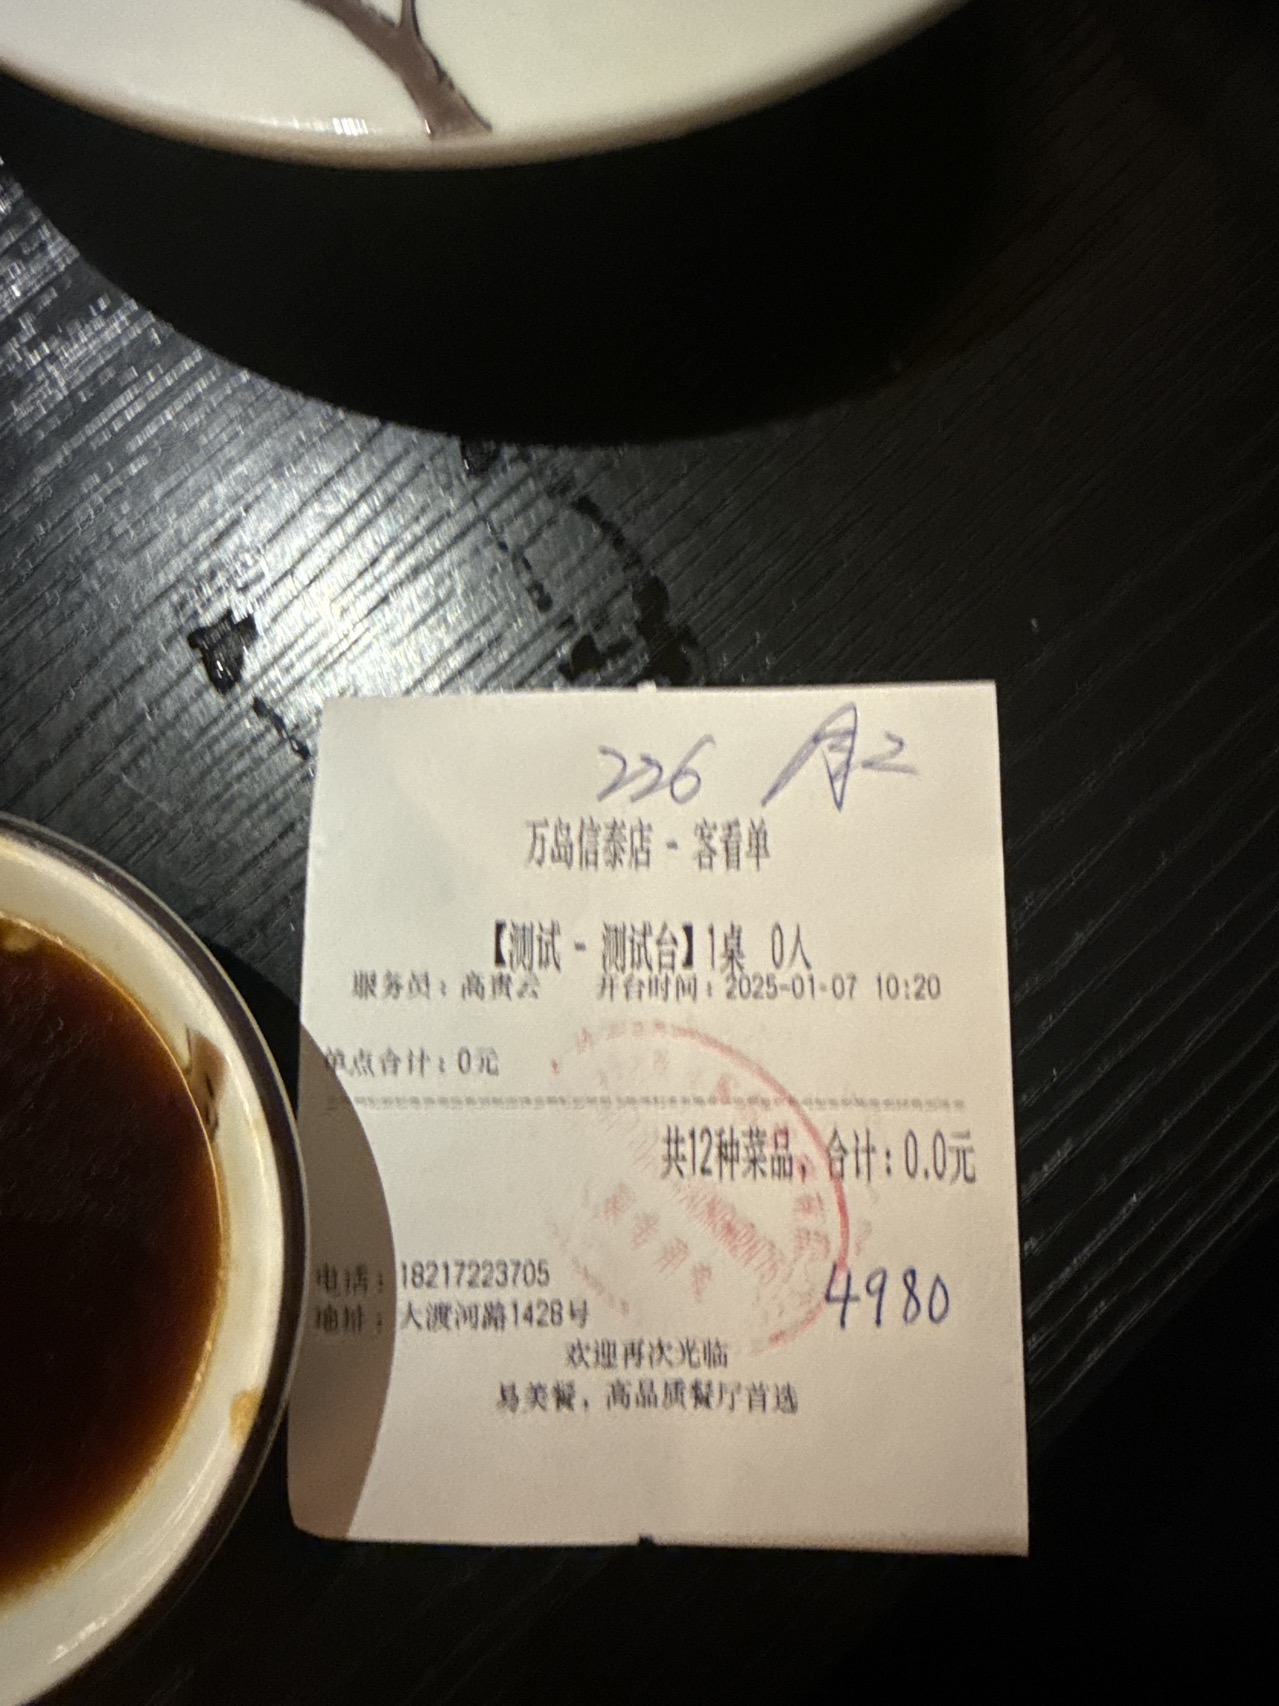 226 月2
万岛信泰店 - 客看单
【测试 - 测试台】1桌 0人
服务员：高贵云 开台时间：2025-01-07 10:20
单点合计：0元
共12种菜品，合计：0.0元
电话：18217223705
4980
地址：大渡河路1428号
欢迎再次光临
易美餐，高品质餐厅首选